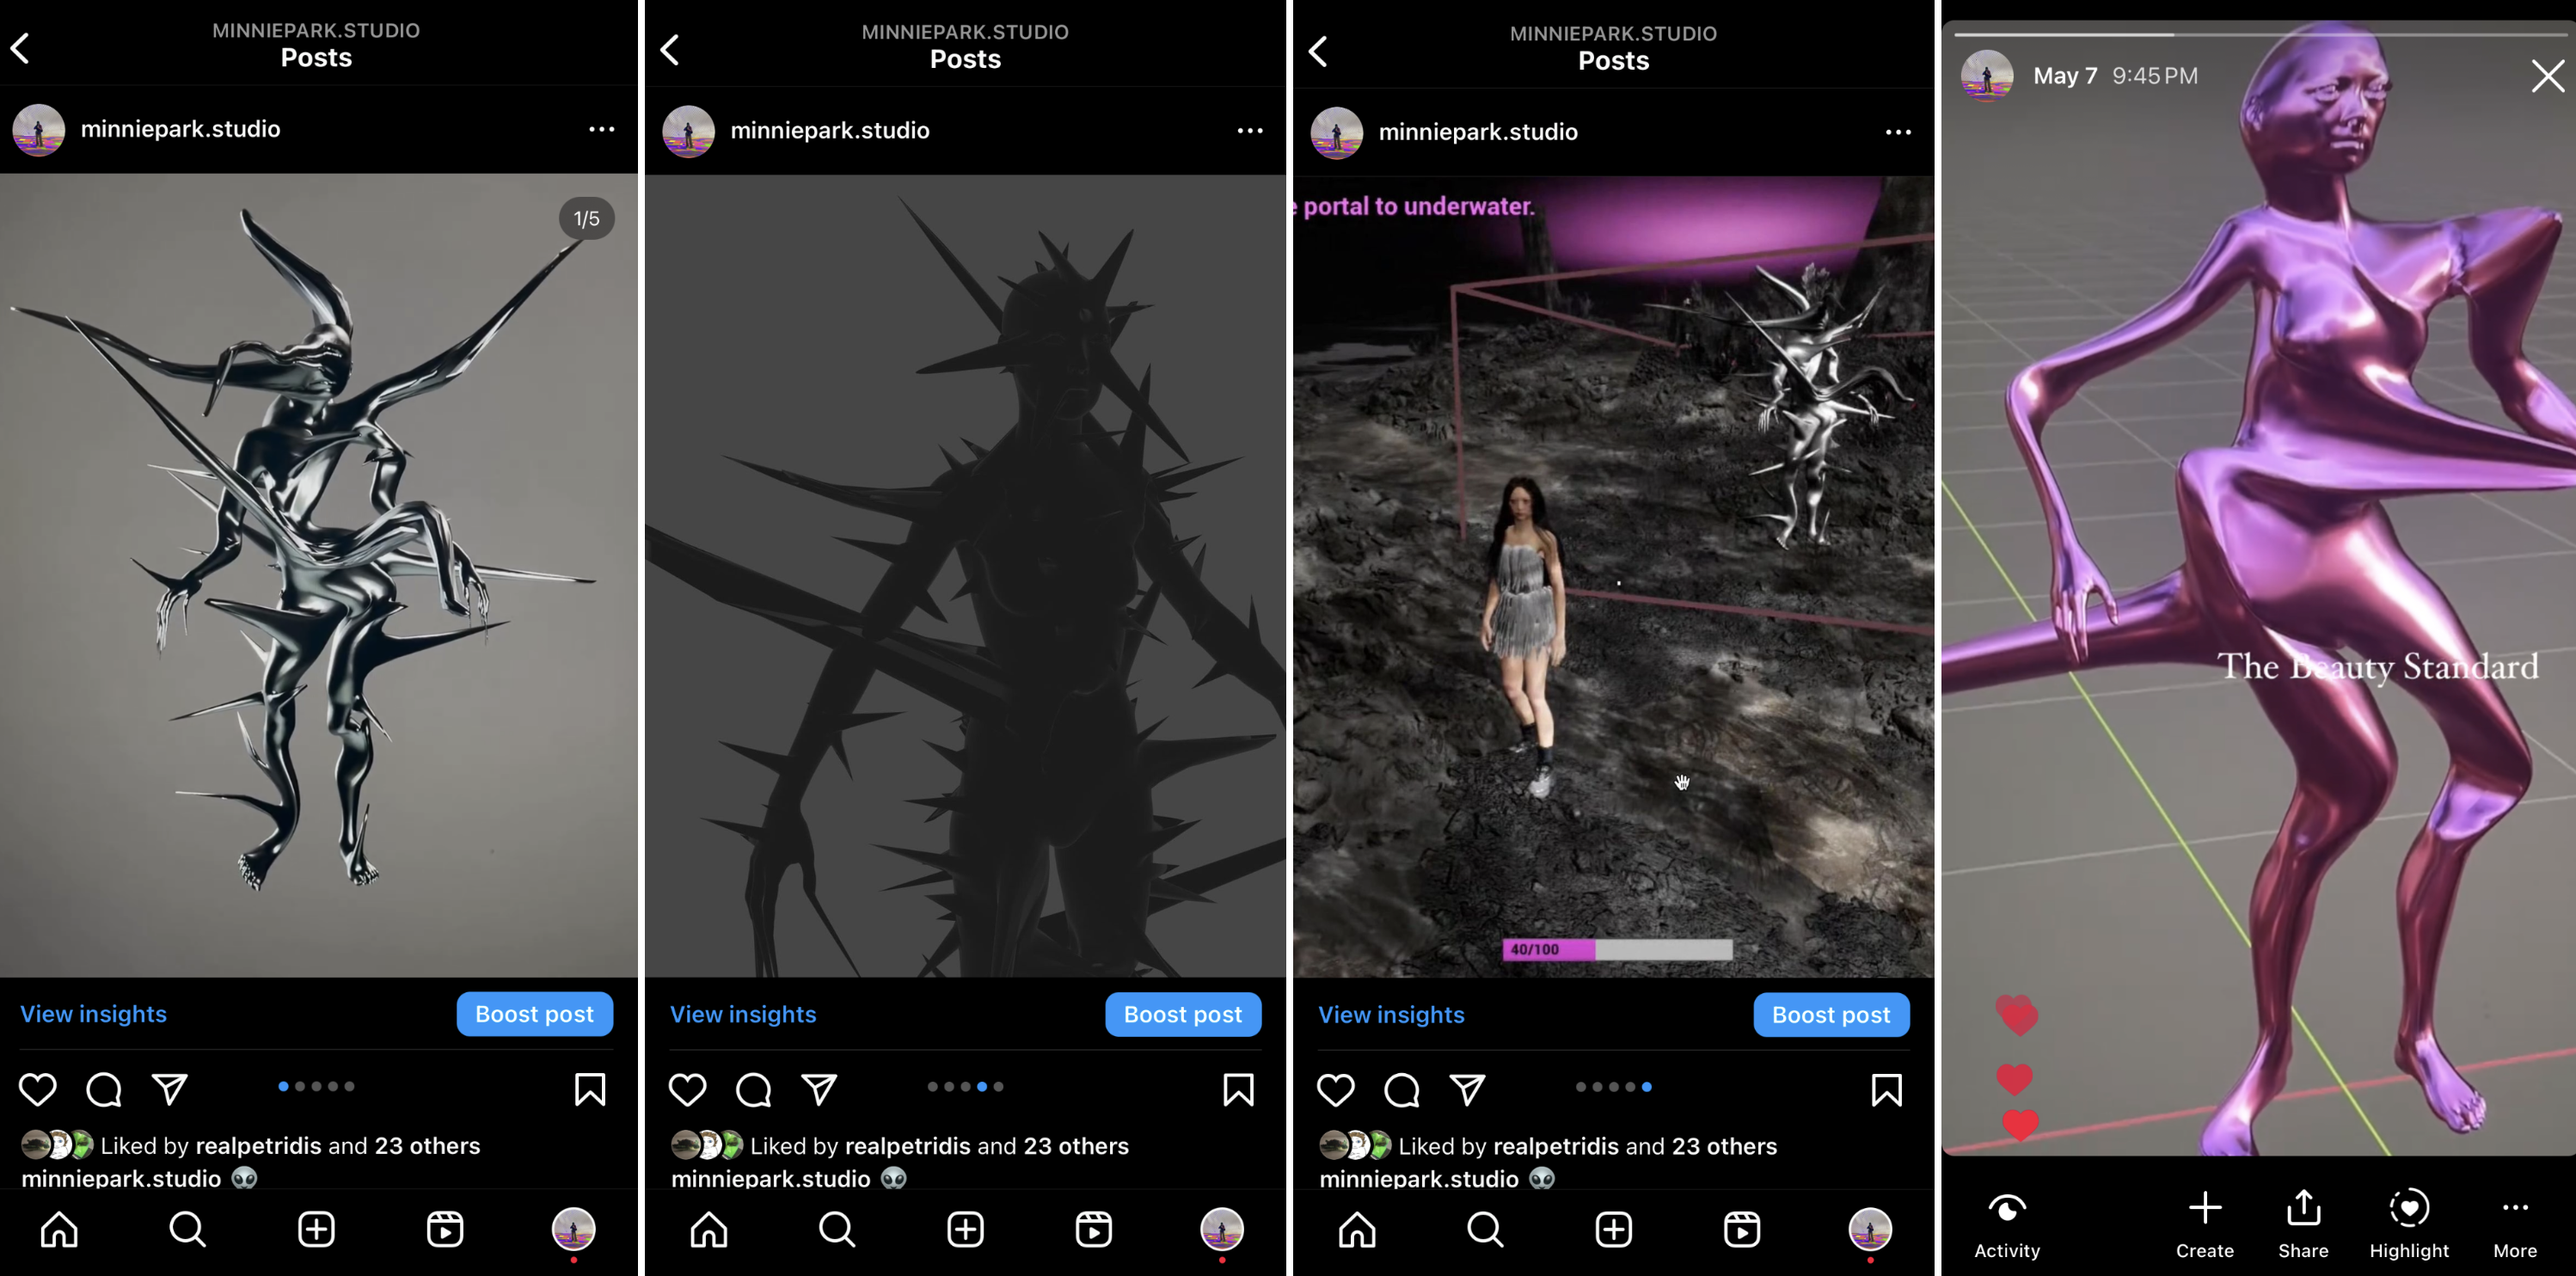 MINNIEPARK.STUDIO
Posts
minniepark.studio
1/5
View insights
Boost post
Liked by realpetridis and 23 others
minniepark.studio 👽
MINNIEPARK.STUDIO
Posts
minniepark.studio
View insights
Boost post
Liked by realpetridis and 23 others
minniepark.studio 👽
MINNIEPARK.STUDIO
Posts
minniepark.studio
portal to underwater.
40/100
View insights
Boost post
Liked by realpetridis and 23 others
minniepark.studio 👽
May 7 9:45 PM
The Beauty Standard
Activity
Create
Share
Highlight
More